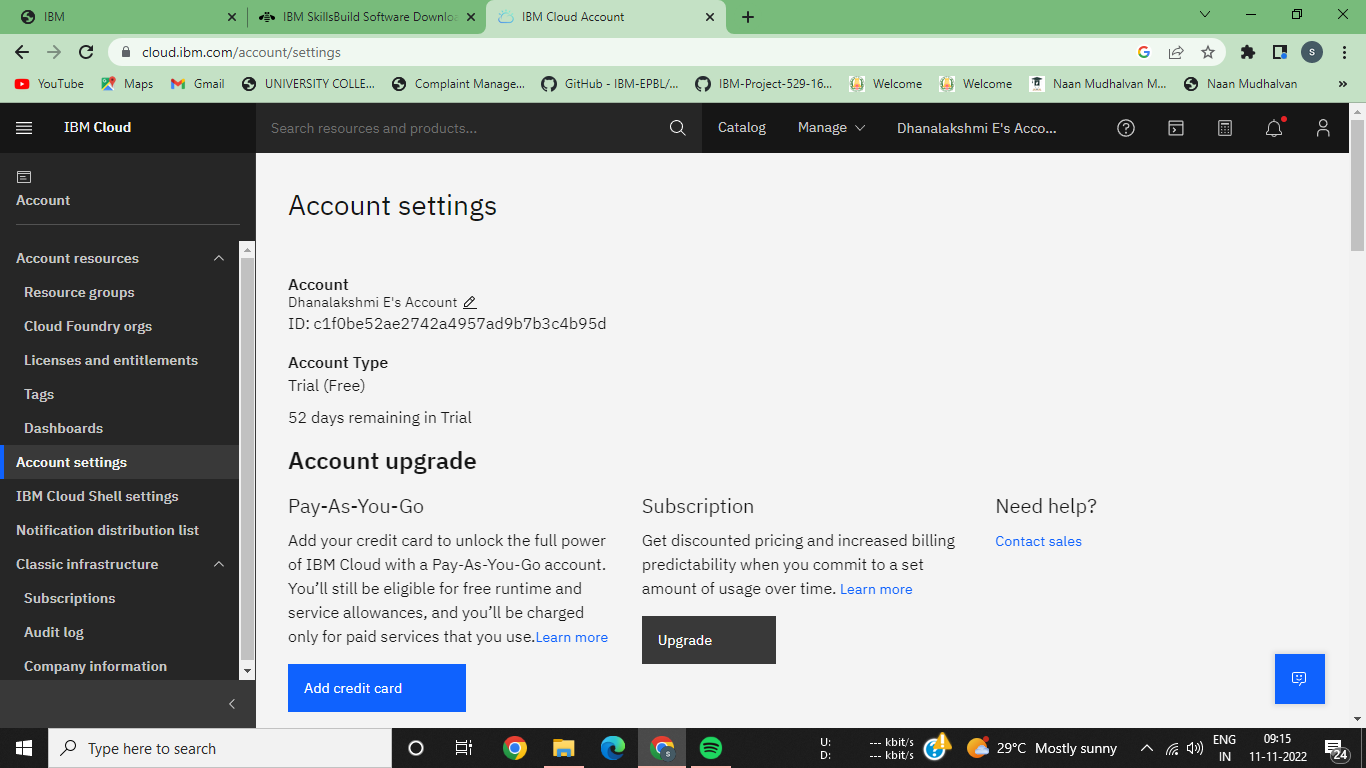 IBM
IBM SkillsBuild Software Downloa
IBM Cloud Account
cloud.ibm.com/account/settings
S
YouTube
Maps
Gmail
UNIVERSITY COLLE...
Complaint Manage...
GitHub - IBM-EPBL/...
IBM-Project-529-16...
Welcome
Welcome
Naan Mudhalvan M...
Naan Mudhalvan
»
IBM Cloud
Search resources and products...
Catalog
Manage
Dhanalakshmi E's Acco...
Account
Account resources
Resource groups
Cloud Foundry orgs
Licenses and entitlements
Tags
Dashboards
Account settings
IBM Cloud Shell settings
Notification distribution list
Classic infrastructure
Subscriptions
Audit log
Company information
Account settings
Account
Dhanalakshmi E's Account
ID: c1f0be52ae2742a4957ad9b7b3c4b95d
Account Type
Trial (Free)
52 days remaining in Trial
Account upgrade
Pay-As-You-Go
Add your credit card to unlock the full power
of IBM Cloud with a Pay-As-You-Go account.
You’ll still be eligible for free runtime and
service allowances, and you’ll be charged
only for paid services that you use.Learn more
Add credit card
Subscription
Get discounted pricing and increased billing
predictability when you commit to a set
amount of usage over time. Learn more
Upgrade
Need help?
Contact sales
Type here to search
U: --- kbit/s
D: --- kbit/s
29°C Mostly sunny
ENG
IN
09:15
11-11-2022
24